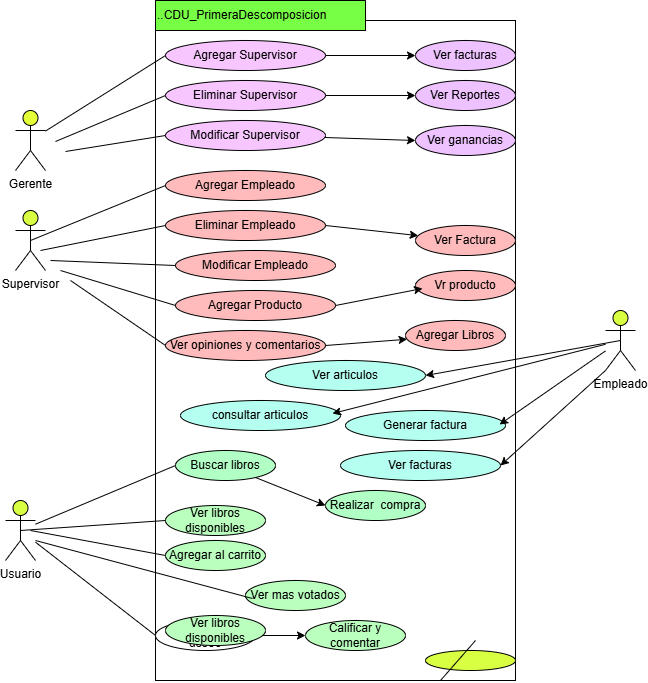 ..CDU_PrimeraDescomposicion
Agregar Supervisor
Ver facturas
Eliminar Supervisor
Ver Reportes
Modificar Supervisor
Ver ganancias
Gerente
Agregar Empleado
Eliminar Empleado
Ver Factura
Modificar Empleado
Supervisor
Vr producto
Agregar Producto
Agregar Libros
Ver opiniones y comentarios
Ver articulos
Empleado
consultar articulos
Generar factura
Buscar libros
Ver facturas
Realizar compra
Ver libros
disponibles
Agregar al carrito
Usuario
Ver mas votados
Ver libros
disponibles
Calificar y
comentar